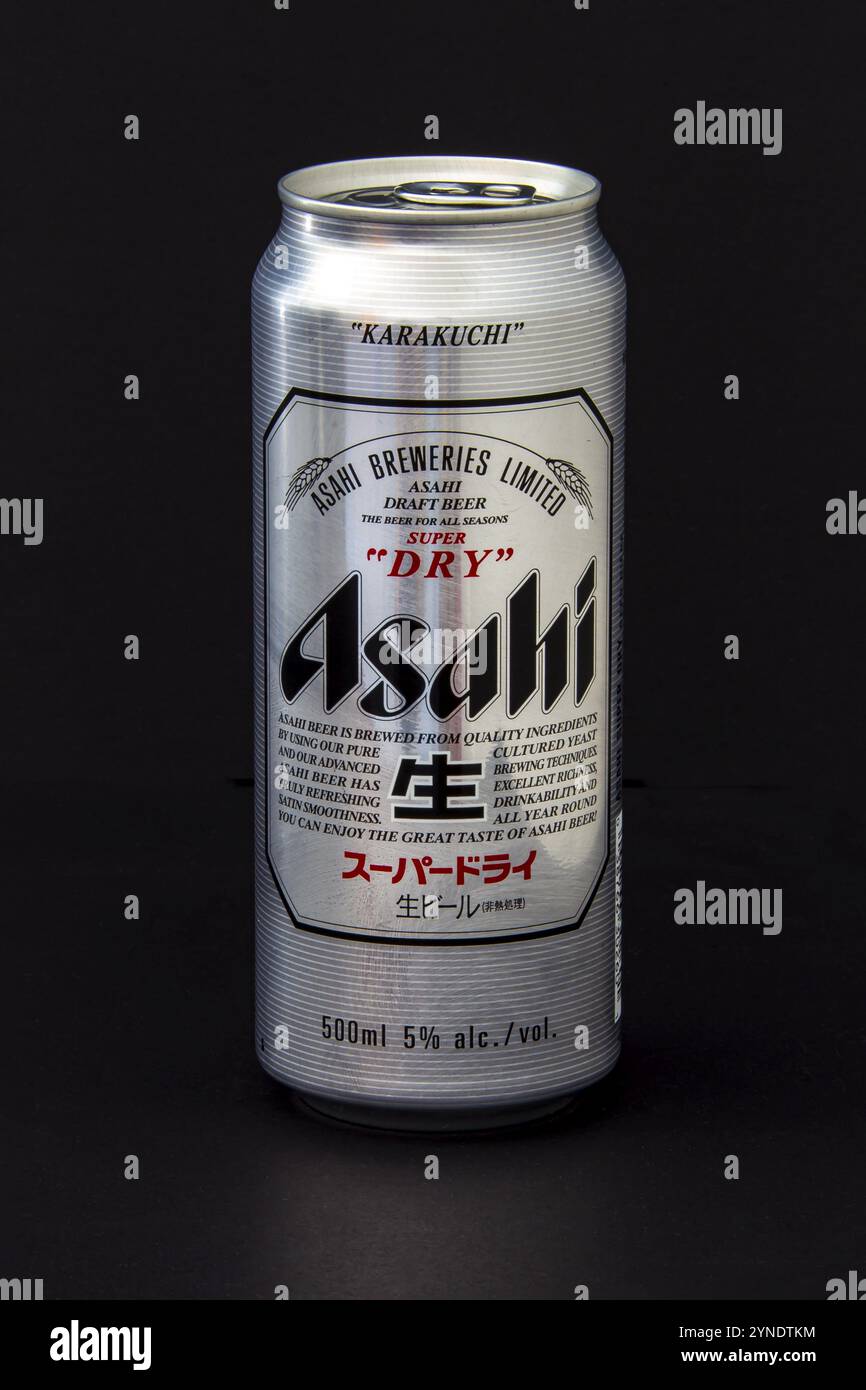 "KARAKUCHI"
ASAHI BREWERIES LIMITED
ASAHI
DRAFT BEER
THE BEER FOR ALL SEASONS
SUPER
"DRY"
Asahi
ASAHI BEER IS BREWED FROM QUALITY INGREDIENTS
BY USING OUR PURE CULTURED YEAST
AND OUR ADVANCED BREWING TECHNIQUES.
ASAHI BEER HAS EXCELLENT RICHNESS,
TRULY REFRESHING DRINKABILITY AND
SATIN SMOOTHNESS. ALL YEAR ROUND
YOU CAN ENJOY THE GREAT TASTE OF ASAHI BEER!
生
スーパードライ
生ビール(非熱処理)
500ml 5% alc./vol.
alamy
alamy
alamy
alamy
a alamy
Image ID: 2YNDTKM
www.alamy.com